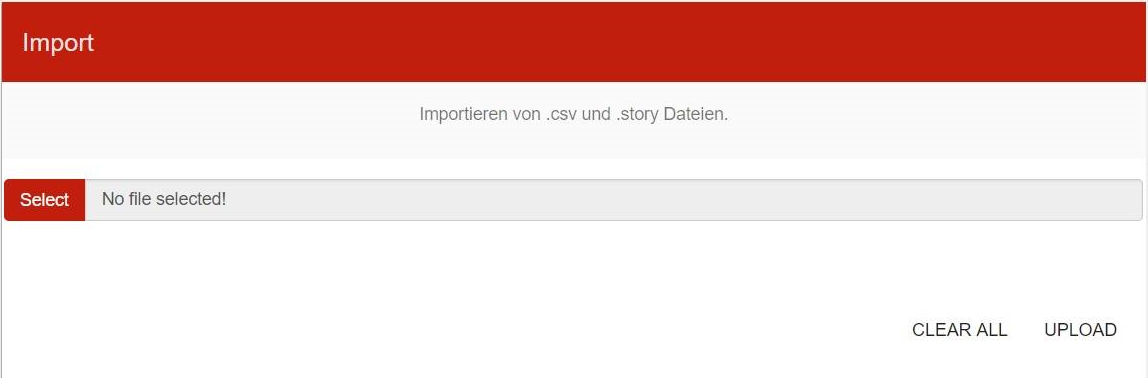 Import
Importieren von .csv und .story Dateien.
Select No file selected!
CLEAR ALL UPLOAD